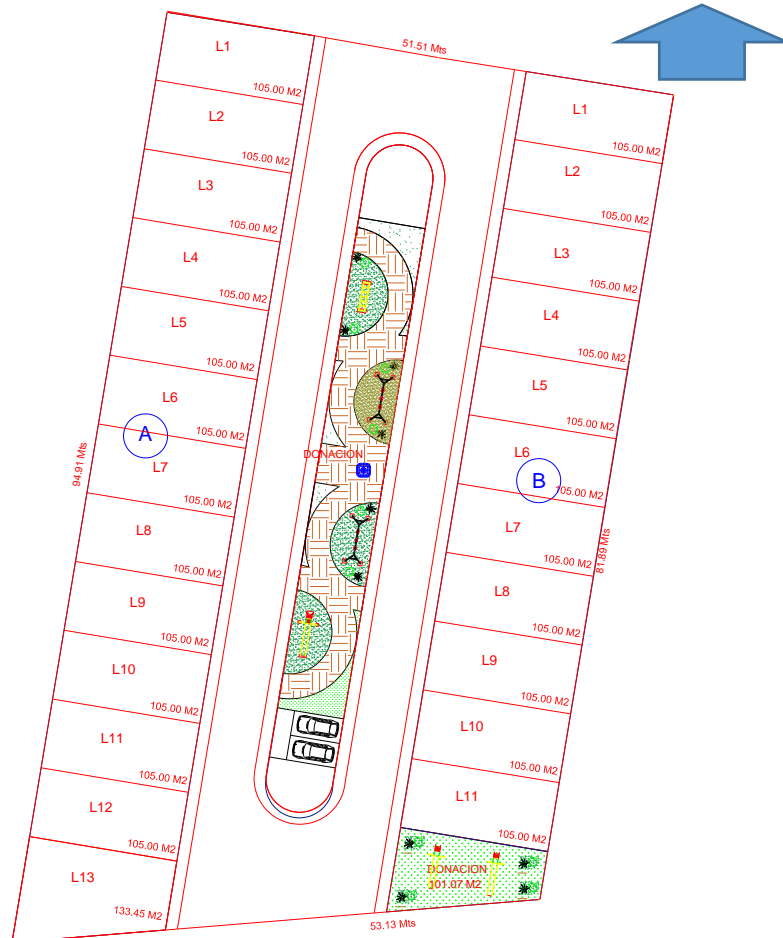 51.51 Mts
L1
105.00 M2
L2
105.00 M2
L3
105.00 M2
L4
105.00 M2
L5
105.00 M2
L6
105.00 M2
A
L7
105.00 M2
94.91 Mts
L8
105.00 M2
L9
105.00 M2
L10
105.00 M2
L11
105.00 M2
L12
105.00 M2
L13
133.45 M2
DONACION
L1
105.00 M2
L2
105.00 M2
L3
105.00 M2
L4
105.00 M2
L5
105.00 M2
L6
B
105.00 M2
L7
105.00 M2
81.89 Mts
L8
105.00 M2
L9
105.00 M2
L10
105.00 M2
L11
105.00 M2
DONACION
101.07 M2
53.13 Mts